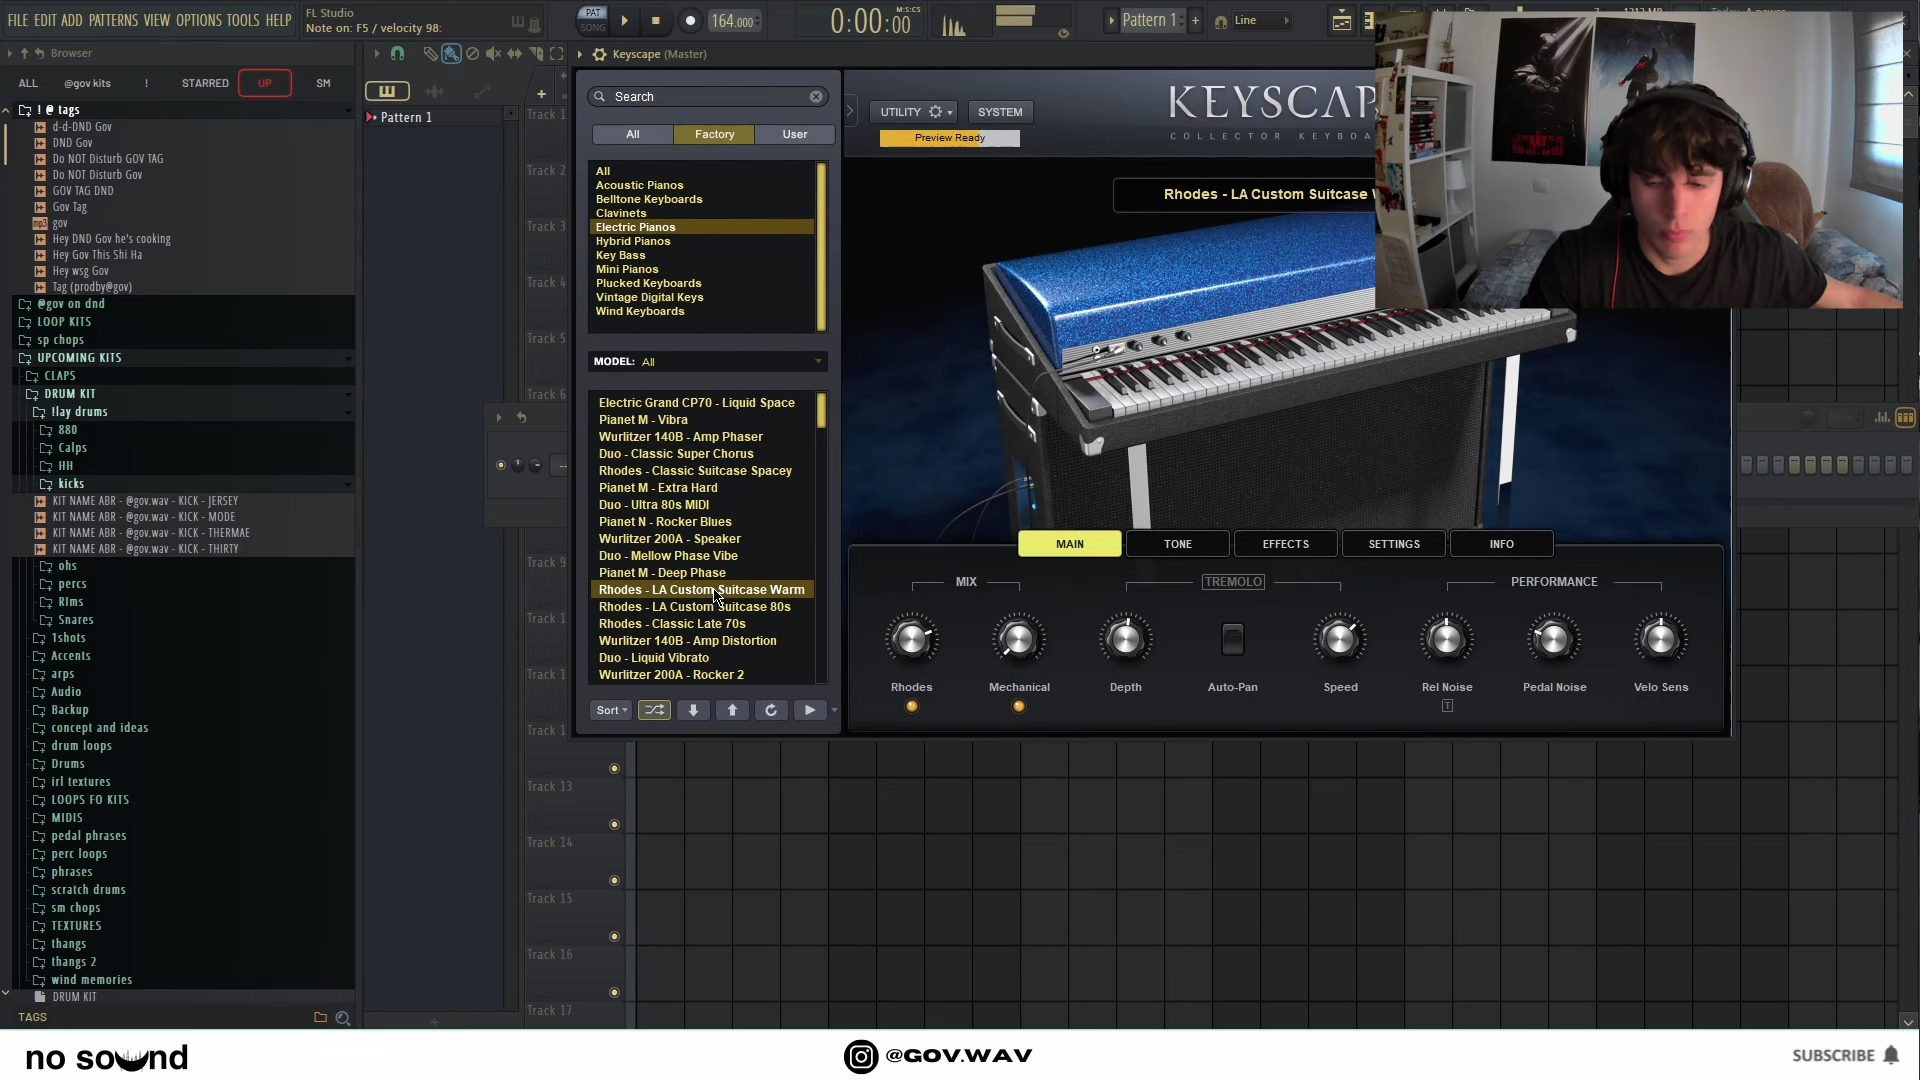 FILE EDIT ADD PATTERNS VIEW OPTIONS TOOLS HELP
FL Studio
Note on: F5 / velocity 98:
PAT
SONG
164.000
0:00:00
M:S:CS
Pattern 1
Line
Browser
ALL
@gov kits
!
STARRED
UP
SM
! @ tags
d-d-DND Gov
DND Gov
Do NOT Disturb GOV TAG
Do NOT Disturb Gov
GOV TAG DND
Gov Tag
gov
Hey DND Gov he's cooking
Hey Gov This Shi Ha
Hey wsg Gov
Tag (prodby@gov)
@gov on dnd
LOOP KITS
sp chops
UPCOMING KITS
CLAPS
DRUM KIT
!lay drums
880
Calps
HH
kicks
KIT NAME ABR - @gov.wav - KICK - JERSEY
KIT NAME ABR - @gov.wav - KICK - MODE
KIT NAME ABR - @gov.wav - KICK - THERMAE
KIT NAME ABR - @gov.wav - KICK - THIRTY
ohs
percs
RIms
Snares
1shots
Accents
arps
Audio
Backup
concept and ideas
drum loops
Drums
irl textures
LOOPS FO KITS
MIDIS
pedal phrases
perc loops
phrases
scratch drums
sm chops
TEXTURES
thangs
thangs 2
wind memories
DRUM KIT
TAGS
Pattern 1
Track 1
Track 2
Track 3
Track 4
Track 5
Track 6
Track 9
Track 13
Track 14
Track 15
Track 16
Track 17
Keyscape (Master)
Search
All
Factory
User
All
Acoustic Pianos
Belltone Keyboards
Clavinets
Electric Pianos
Hybrid Pianos
Key Bass
Mini Pianos
Plucked Keyboards
Vintage Digital Keys
Wind Keyboards
MODEL: All
Electric Grand CP70 - Liquid Space
Pianet M - Vibra
Wurlitzer 140B - Amp Phaser
Duo - Classic Super Chorus
Rhodes - Classic Suitcase Spacey
Pianet M - Extra Hard
Duo - Ultra 80s MIDI
Pianet N - Rocker Blues
Wurlitzer 200A - Speaker
Duo - Mellow Phase Vibe
Pianet M - Deep Phase
Rhodes - LA Custom Suitcase Warm
Rhodes - LA Custom Suitcase 80s
Rhodes - Classic Late 70s
Wurlitzer 140B - Amp Distortion
Duo - Liquid Vibrato
Wurlitzer 200A - Rocker 2
Sort
UTILITY
SYSTEM
Preview Ready
KEYSCAP
COLLECTOR KEYBOA
Rhodes - LA Custom Suitcase
MAIN
TONE
EFFECTS
SETTINGS
INFO
MIX
TREMOLO
PERFORMANCE
Rhodes
Mechanical
Depth
Auto-Pan
Speed
Rel Noise
Pedal Noise
Velo Sens
T
no sound
@GOV.WAV
SUBSCRIBE